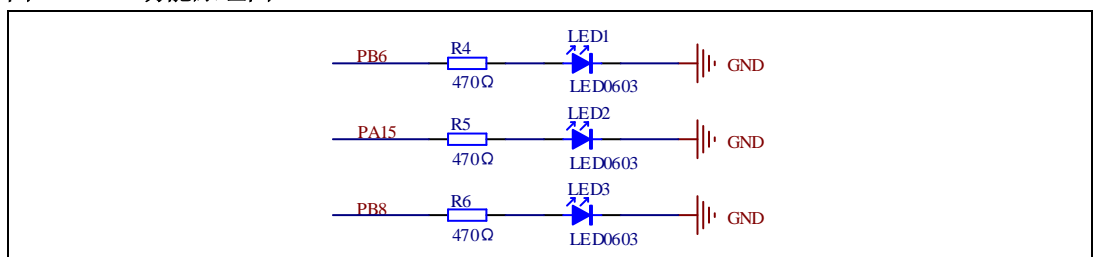 PB6 R4 LED1 GND
470Ω LED0603
PA15 R5 LED2 GND
470Ω LED0603
PB8 R6 LED3 GND
470Ω LED0603